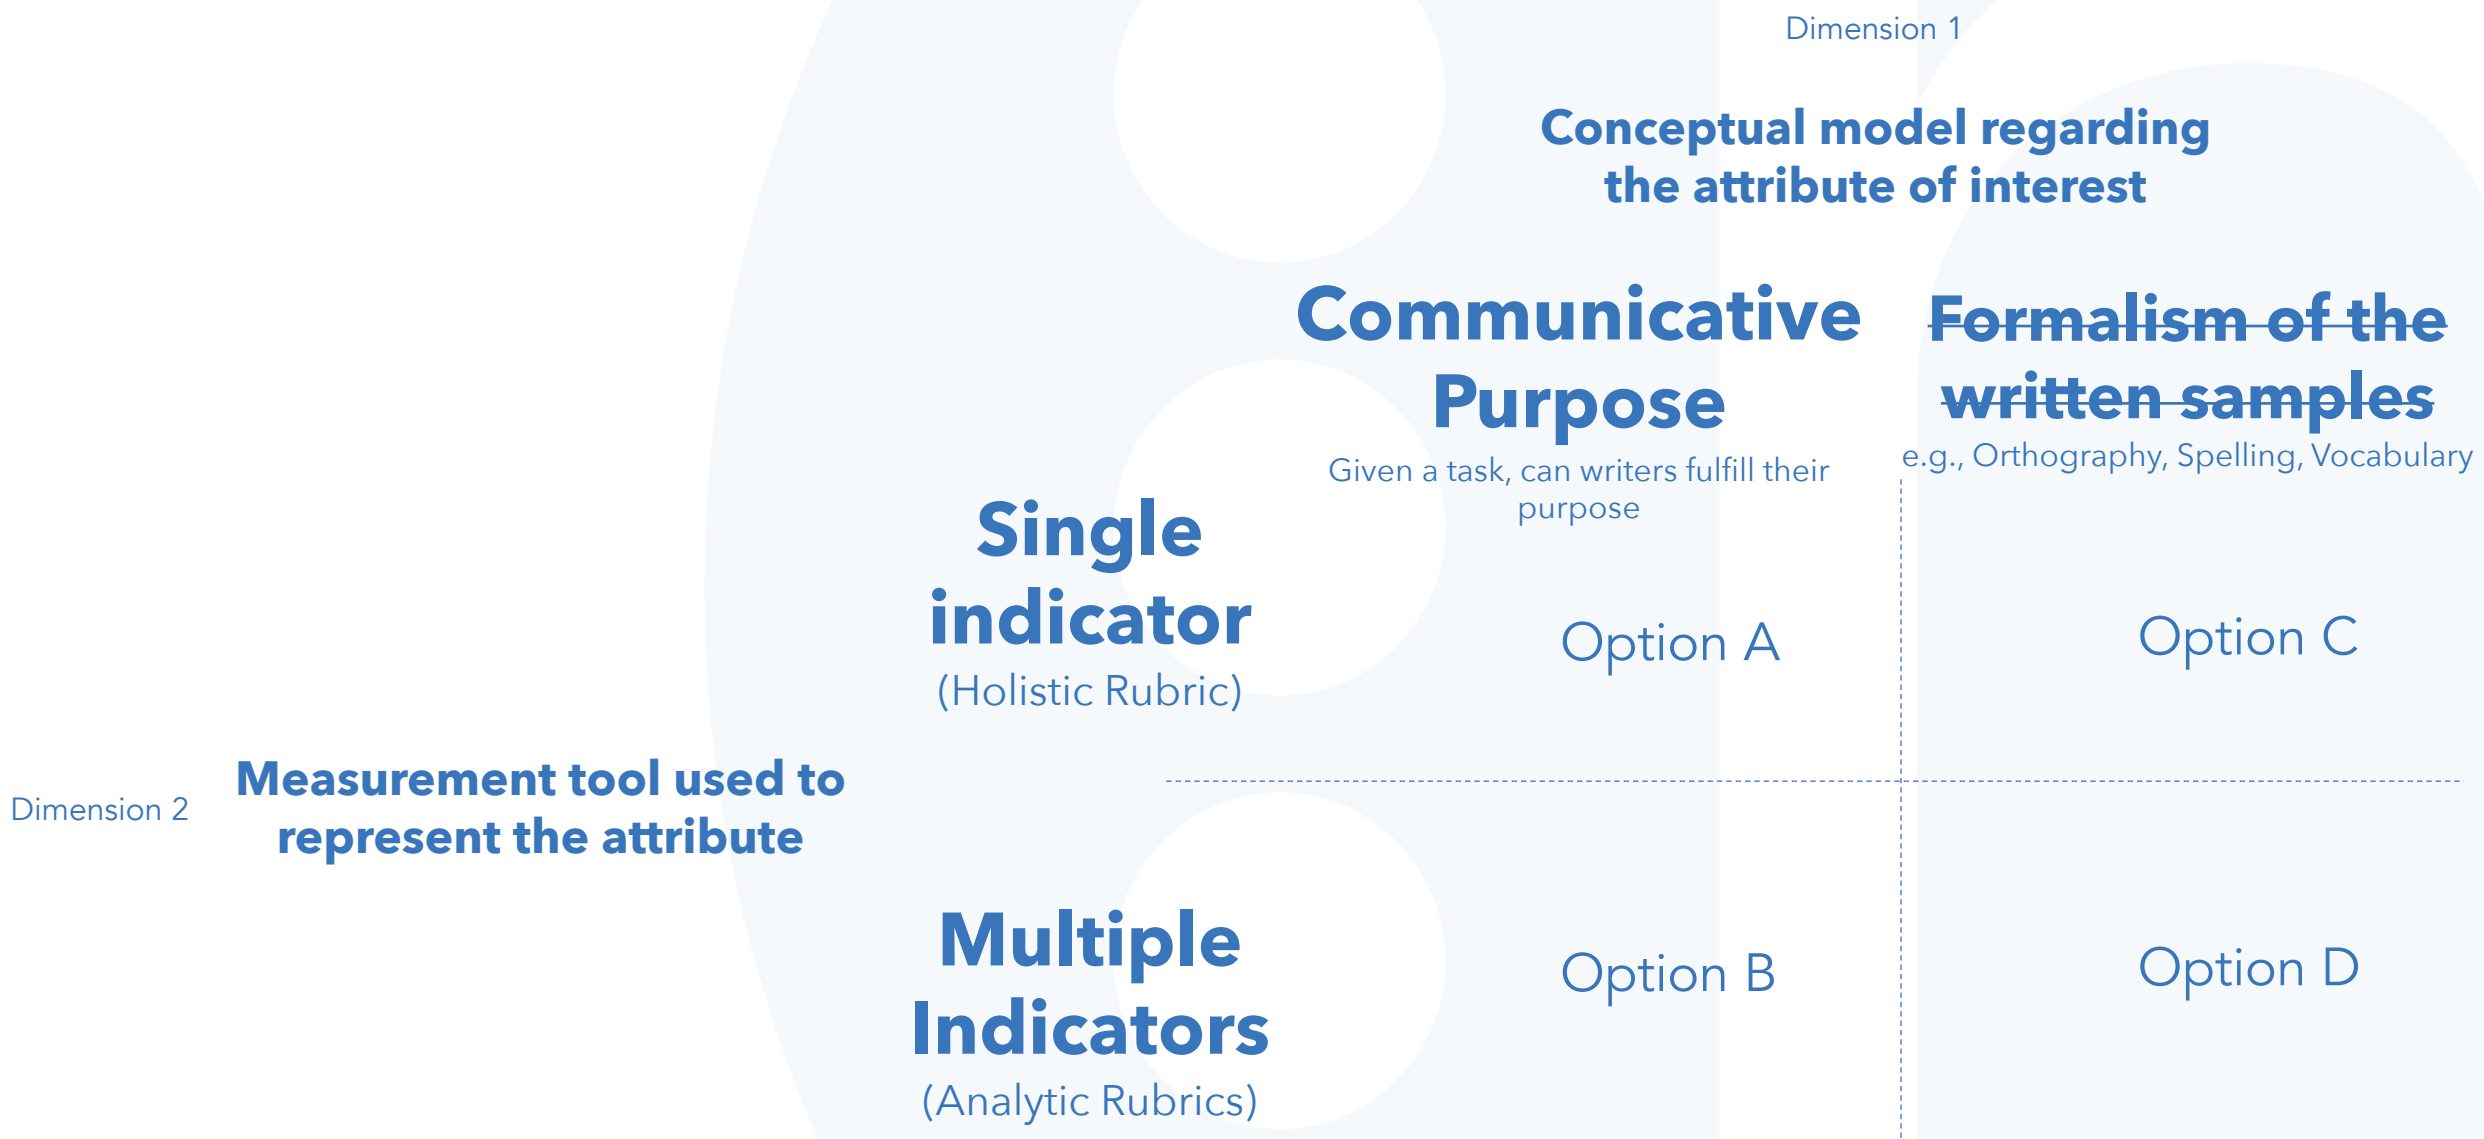 Dimension 1
Conceptual model regarding
the attribute of interest
Communicative
Purpose
Given a task, can writers fulfill their
purpose
Formalism of the
written samples
e.g., Orthography, Spelling, Vocabulary
Single
indicator
(Holistic Rubric)
Option A
Option C
Dimension 2
Measurement tool used to
represent the attribute
Multiple
Indicators
(Analytic Rubrics)
Option B
Option D